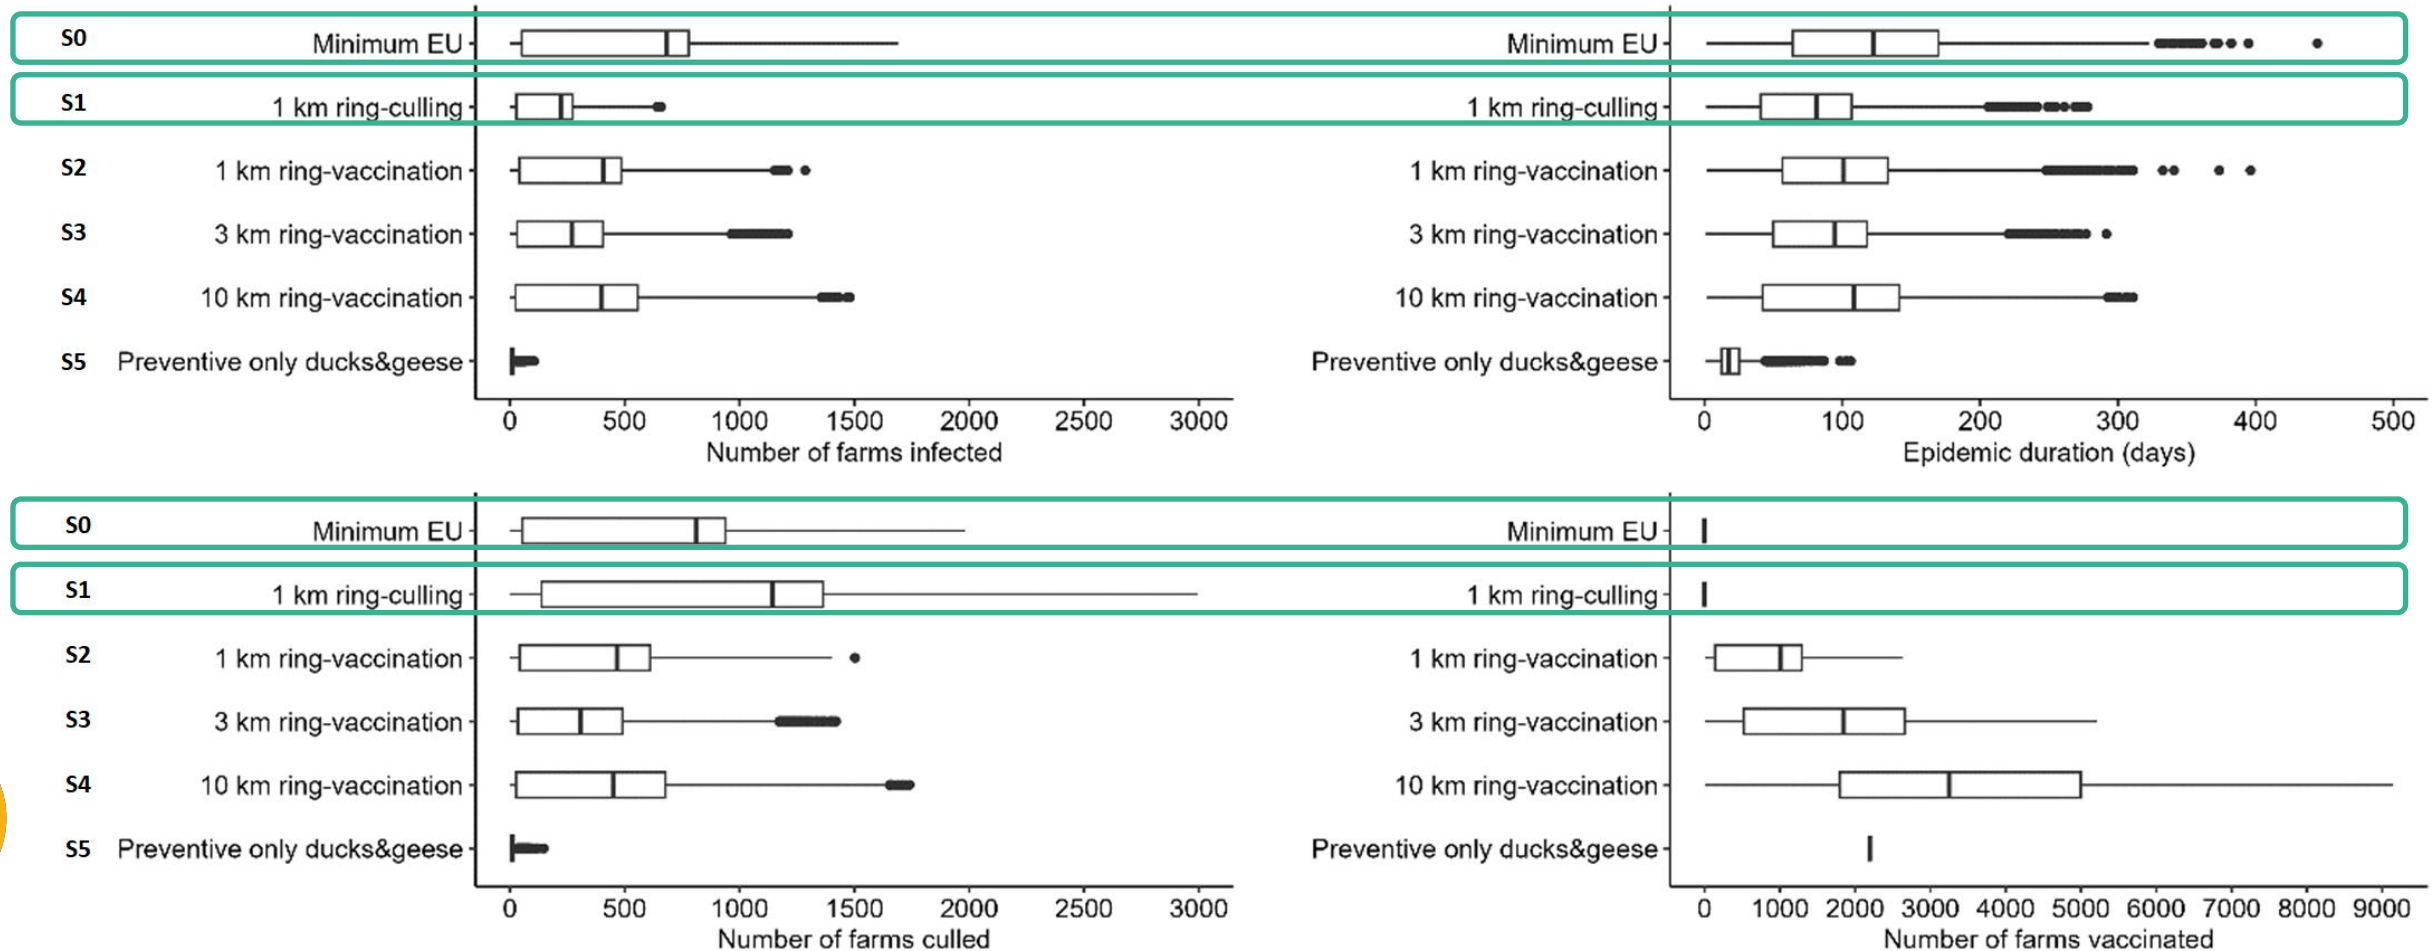 S0 Minimum EU
S1 1 km ring-culling
S2 1 km ring-vaccination
S3 3 km ring-vaccination
S4 10 km ring-vaccination
S5 Preventive only ducks&geese
0 500 1000 1500 2000 2500 3000
Number of farms infected
Minimum EU
1 km ring-culling
1 km ring-vaccination
3 km ring-vaccination
10 km ring-vaccination
Preventive only ducks&geese
0 100 200 300 400 500
Epidemic duration (days)
S0 Minimum EU
S1 1 km ring-culling
S2 1 km ring-vaccination
S3 3 km ring-vaccination
S4 10 km ring-vaccination
S5 Preventive only ducks&geese
0 500 1000 1500 2000 2500 3000
Number of farms culled
Minimum EU
1 km ring-culling
1 km ring-vaccination
3 km ring-vaccination
10 km ring-vaccination
Preventive only ducks&geese
0 1000 2000 3000 4000 5000 6000 7000 8000 9000
Number of farms vaccinated